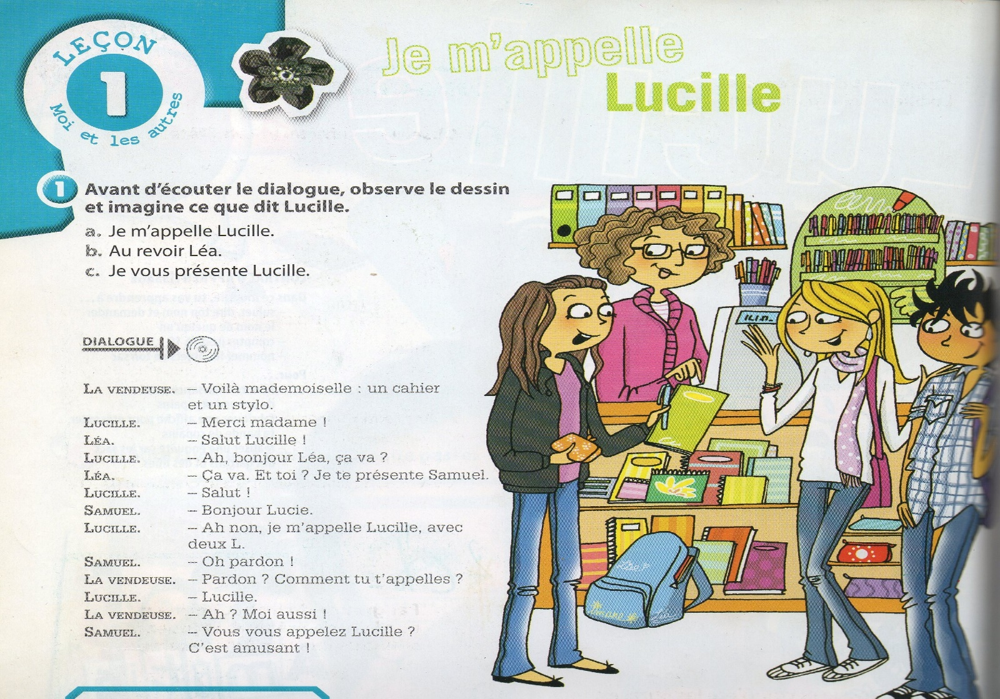 LEÇON
1
Moi et les autres
Je m'appelle
Lucille
1 Avant d'écouter le dialogue, observe le dessin
et imagine ce que dit Lucille.
a. Je m'appelle Lucille.
b. Au revoir Léa.
c. Je vous présente Lucille.
DIALOGUE
LA VENDEUSE. – Voilà mademoiselle : un cahier
et un stylo.
LUCILLE. – Merci madame !
LÉA. – Salut Lucille !
LUCILLE. – Ah, bonjour Léa, ça va ?
LÉA. – Ça va. Et toi ? Je te présente Samuel.
LUCILLE. – Salut !
SAMUEL. – Bonjour Lucie.
LUCILLE. – Ah non, je m'appelle Lucille, avec
deux L.
SAMUEL. – Oh pardon !
LA VENDEUSE. – Pardon ? Comment tu t'appelles ?
LUCILLE. – Lucille.
LA VENDEUSE. – Ah ? Moi aussi !
SAMUEL. – Vous vous appelez Lucille ?
C'est amusant !